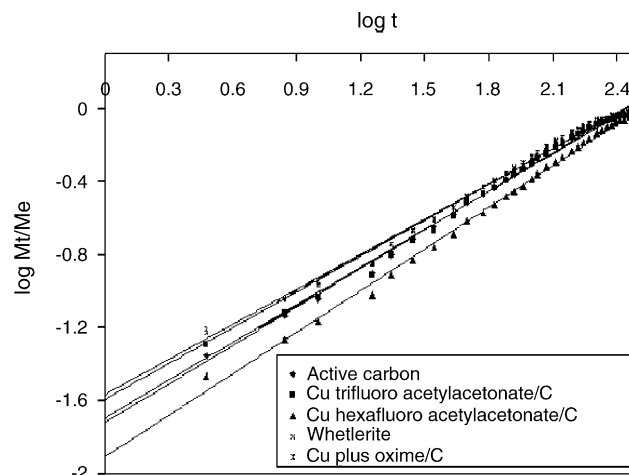 log t
0 0.3 0.6 0.9 1.2 1.5 1.8 2.1 2.4
0
-0.4
-0.8
-1.2
-1.6
-2
log Mt/Me
Active carbon
Cu trifluoro acetylacetonate/C
Cu hexafluoro acetylacetonate/C
Whetlerite
Cu plus oxime/C